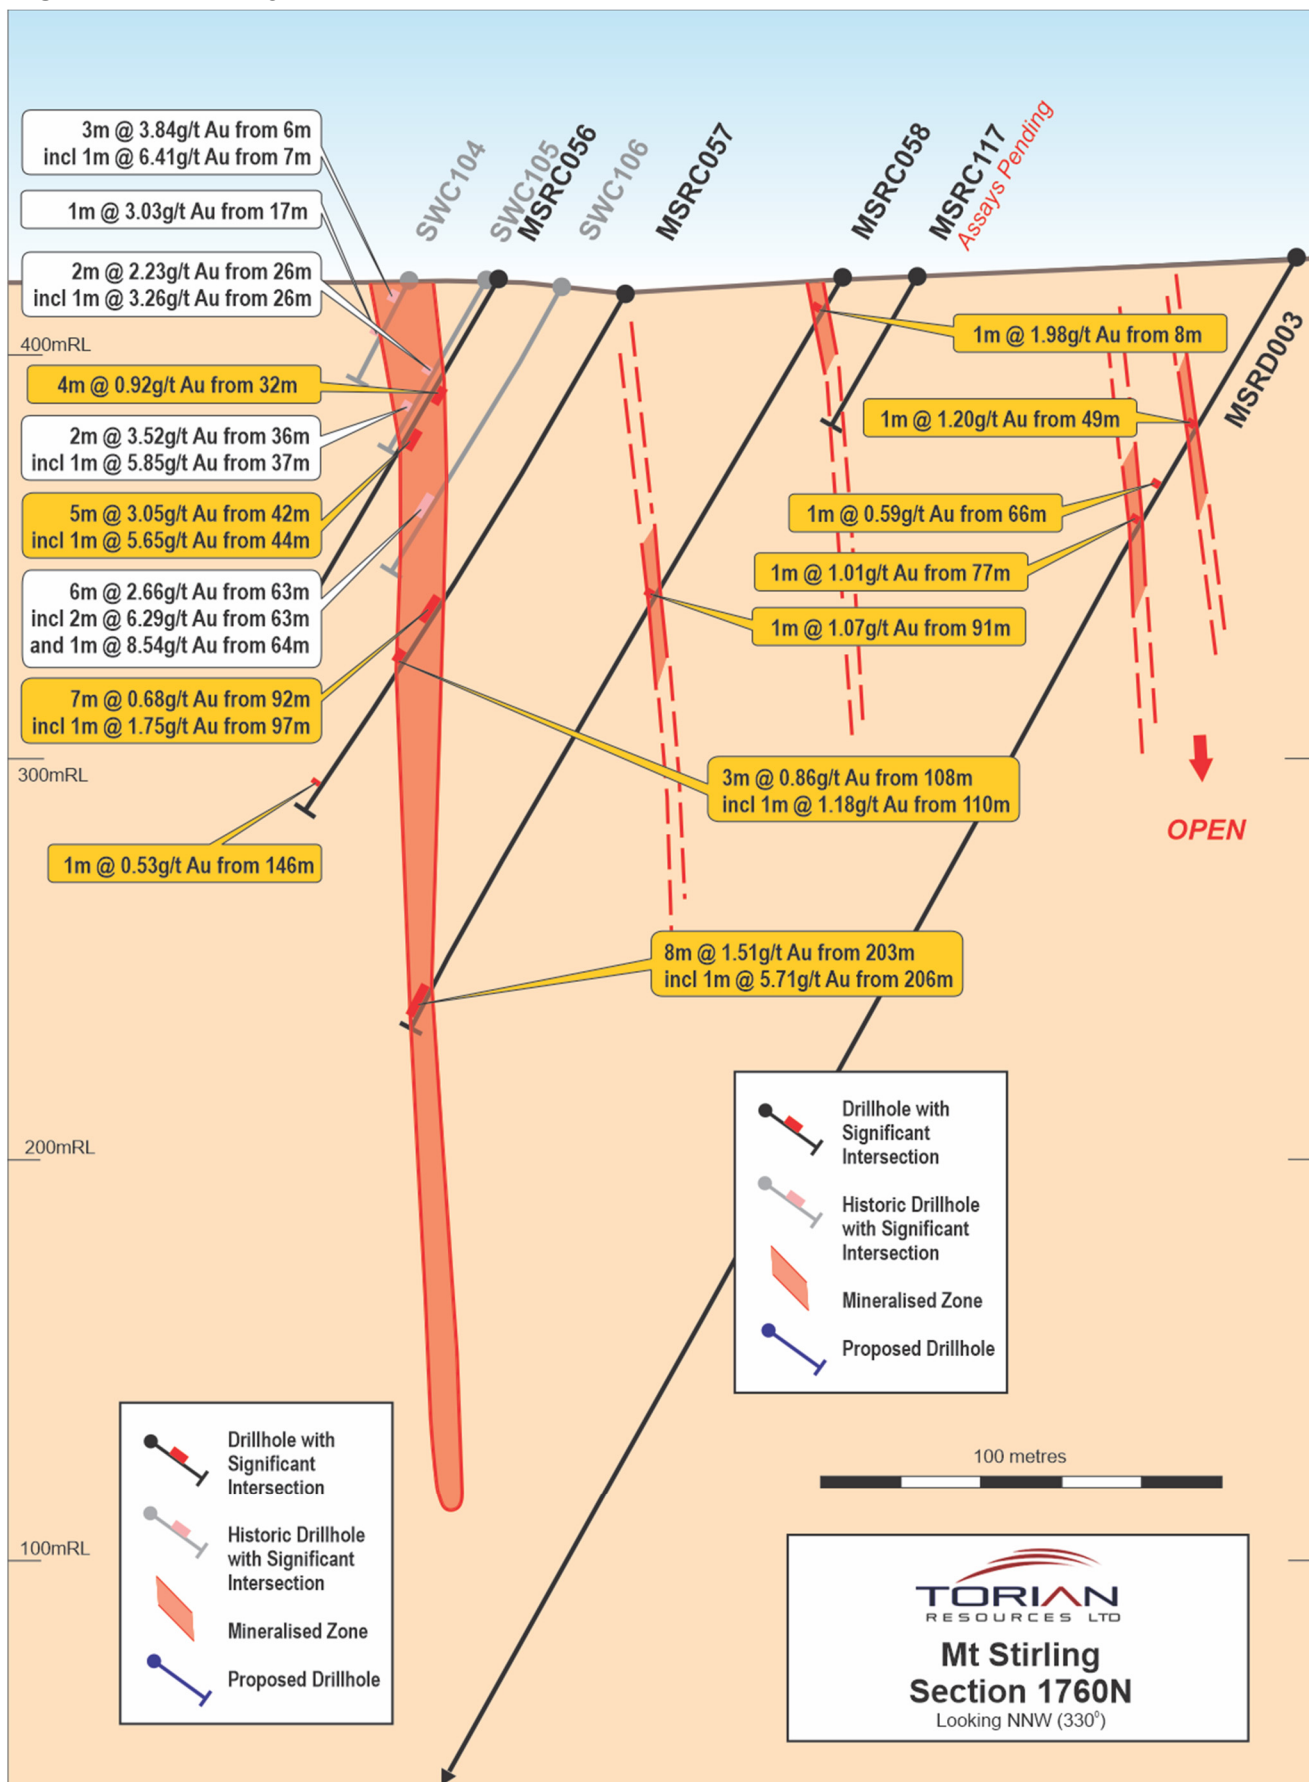 3m @ 3.84g/t Au from 6m
incl 1m @ 6.41g/t Au from 7m
1m @ 3.03g/t Au from 17m
2m @ 2.23g/t Au from 26m
incl 1m @ 3.26g/t Au from 26m
SWC104
SWC105
MSRC056
SWC106
MSRC057
MSRC058
MSRC117
Assays Pending
MSRD003
400mRL
4m @ 0.92g/t Au from 32m
2m @ 3.52g/t Au from 36m
incl 1m @ 5.85g/t Au from 37m
5m @ 3.05g/t Au from 42m
incl 1m @ 5.65g/t Au from 44m
6m @ 2.66g/t Au from 63m
incl 2m @ 6.29g/t Au from 63m
and 1m @ 8.54g/t Au from 64m
7m @ 0.68g/t Au from 92m
incl 1m @ 1.75g/t Au from 97m
1m @ 1.98g/t Au from 8m
1m @ 1.20g/t Au from 49m
1m @ 0.59g/t Au from 66m
1m @ 1.01g/t Au from 77m
1m @ 1.07g/t Au from 91m
300mRL
3m @ 0.86g/t Au from 108m
incl 1m @ 1.18g/t Au from 110m
OPEN
1m @ 0.53g/t Au from 146m
8m @ 1.51g/t Au from 203m
incl 1m @ 5.71g/t Au from 206m
200mRL
Drillhole with
Significant
Intersection
Historic Drillhole
with Significant
Intersection
Mineralised Zone
Proposed Drillhole
100mRL
Drillhole with
Significant
Intersection
Historic Drillhole
with Significant
Intersection
Mineralised Zone
Proposed Drillhole
100 metres
TORIAN
RESOURCES LTD
Mt Stirling
Section 1760N
Looking NNW (330⁰)